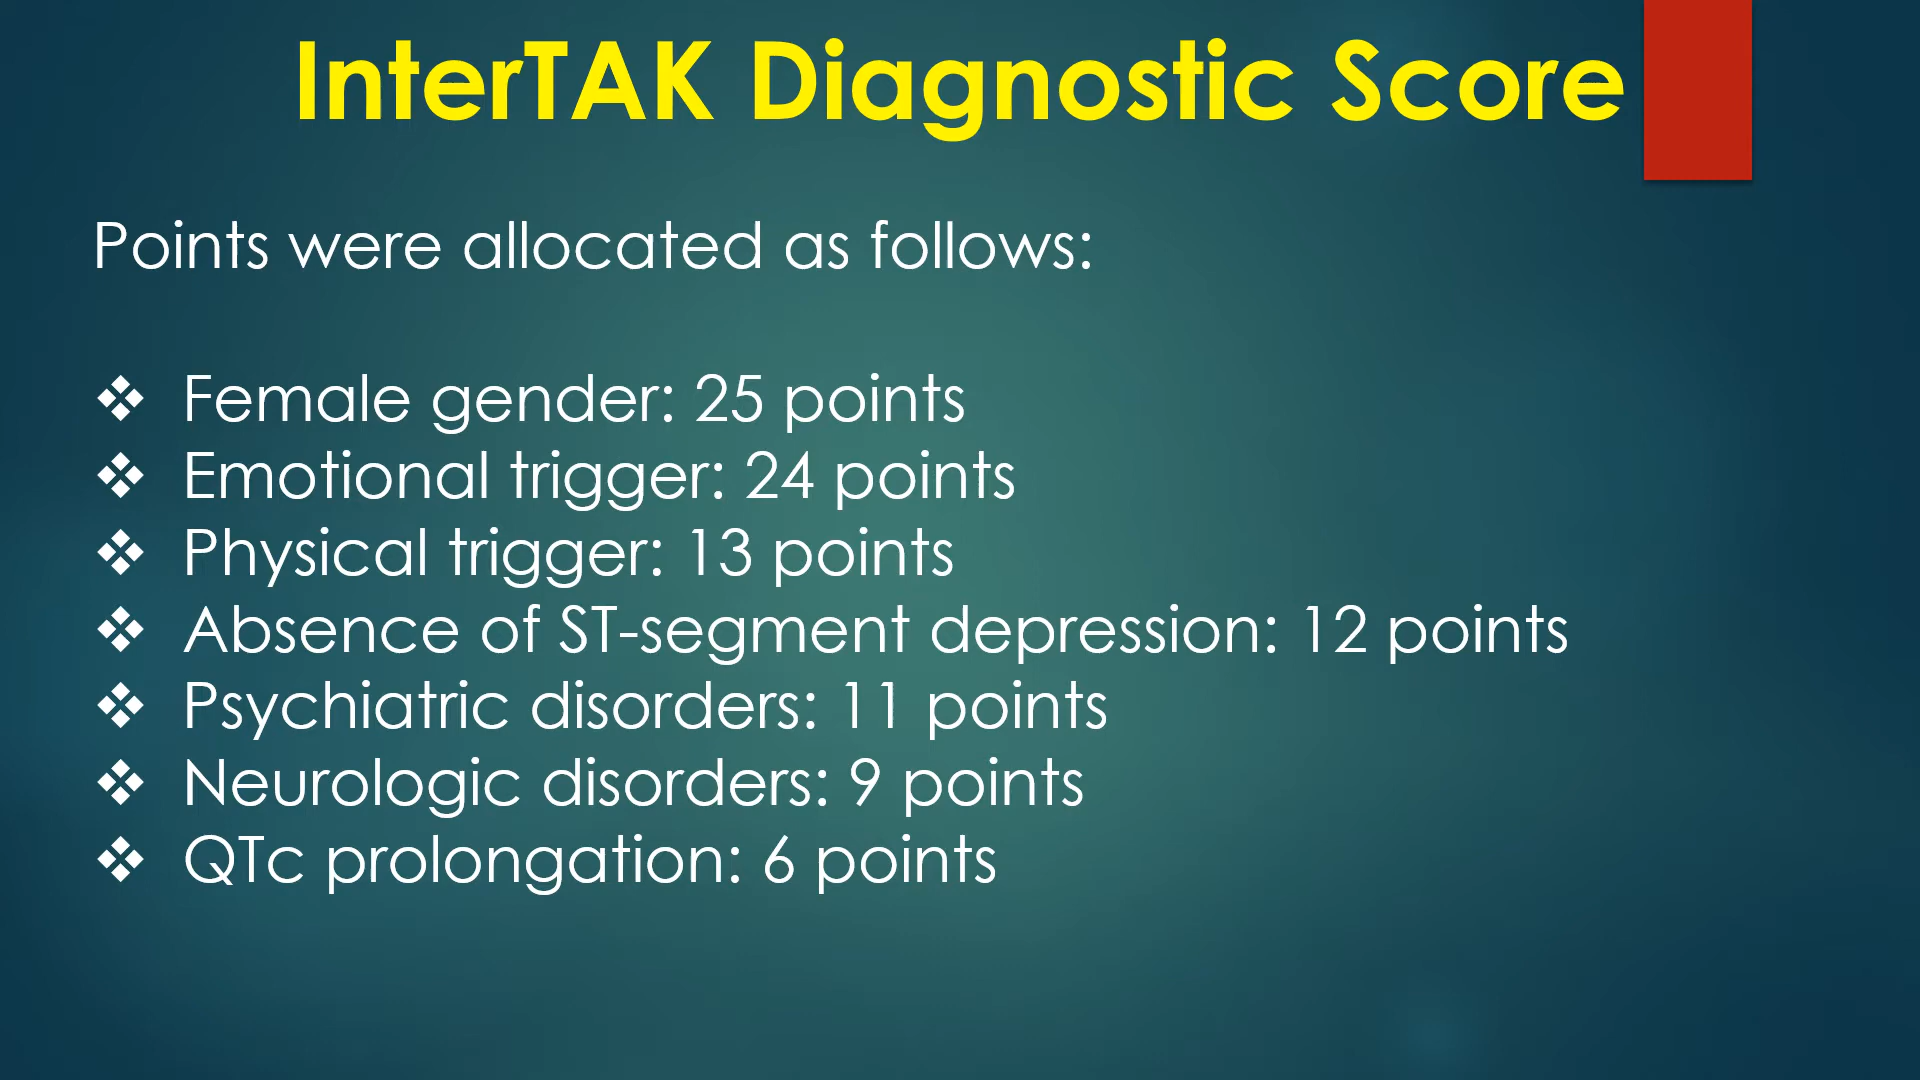 InterTAK Diagnostic Score
Points were allocated as follows:
❖ Female gender: 25 points
❖ Emotional trigger: 24 points
❖ Physical trigger: 13 points
❖ Absence of ST-segment depression: 12 points
❖ Psychiatric disorders: 11 points
❖ Neurologic disorders: 9 points
❖ QTc prolongation: 6 points